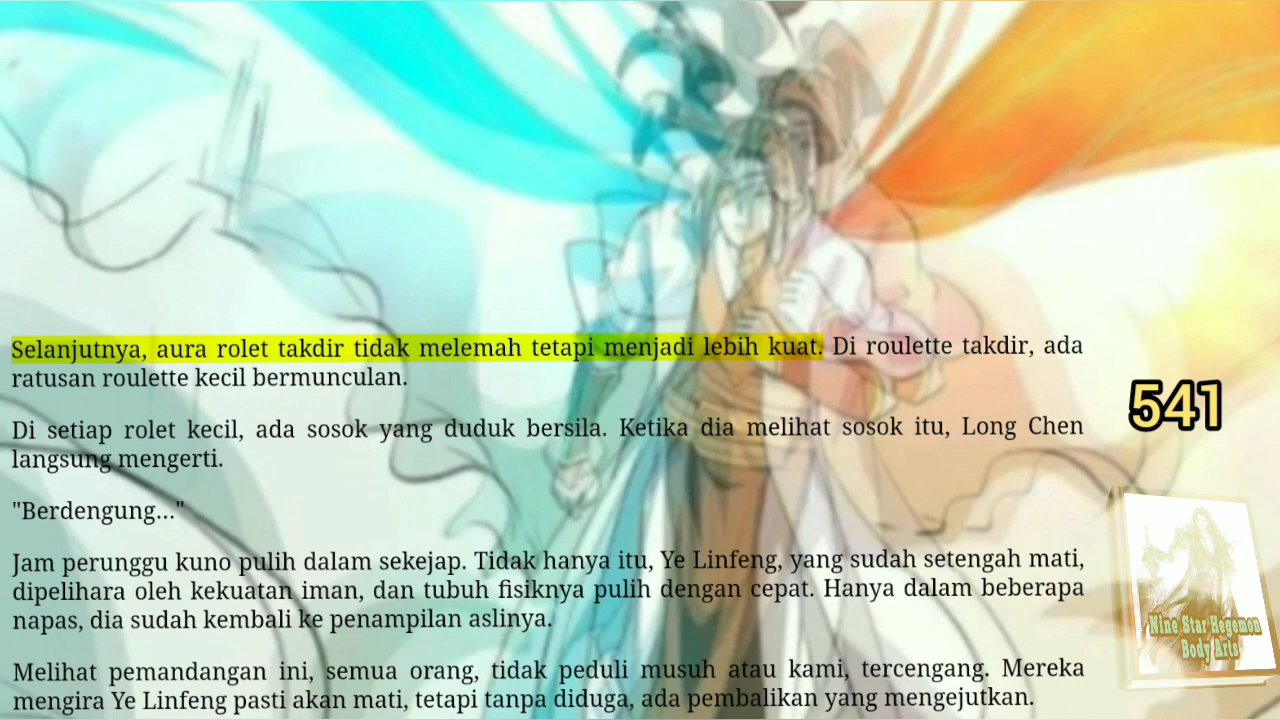 Selanjutnya, aura rolet takdir tidak melemah tetapi menjadi lebih kuat. Di roulette takdir, ada
ratusan roulette kecil bermunculan.
Di setiap rolet kecil, ada sosok yang duduk bersila. Ketika dia melihat sosok itu, Long Chen
langsung mengerti.
"Berdengung..."
Jam perunggu kuno pulih dalam sekejap. Tidak hanya itu, Ye Linfeng, yang sudah setengah mati,
dipelihara oleh kekuatan iman, dan tubuh fisiknya pulih dengan cepat. Hanya dalam beberapa
napas, dia sudah kembali ke penampilan aslinya.
Melihat pemandangan ini, semua orang, tidak peduli musuh atau kami, tercengang. Mereka
mengira Ye Linfeng pasti akan mati, tetapi tanpa diduga, ada pembalikan yang mengejutkan.
541
Nine Star Hegemon
Body Arts